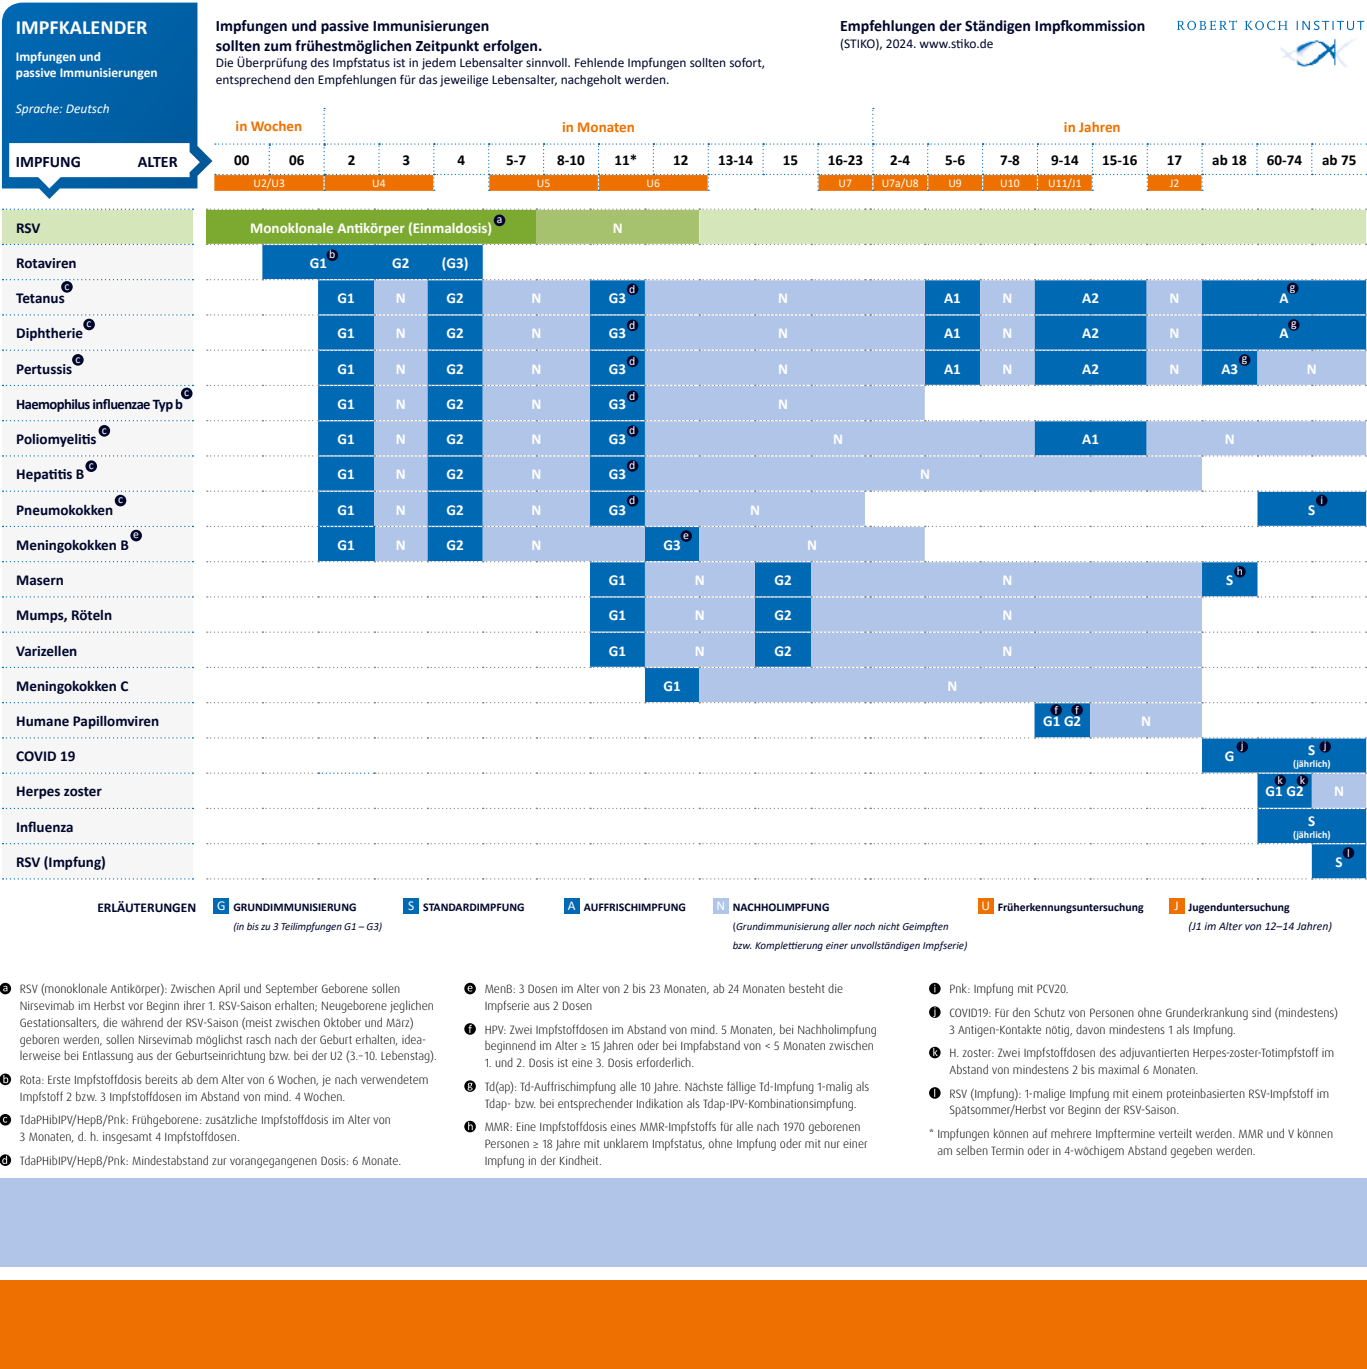 IMPFKALENDER
Impfungen und
passive Immunisierungen
Sprache: Deutsch
Impfungen und passive Immunisierungen
sollten zum frühestmöglichen Zeitpunkt erfolgen.
Die Überprüfung des Impfstatus ist in jedem Lebensalter sinnvoll. Fehlende Impfungen sollten sofort,
entsprechend den Empfehlungen für das jeweilige Lebensalter, nachgeholt werden.
Empfehlungen der Ständigen Impfkommission
(STIKO), 2024. www.stiko.de
ROBERT KOCH INSTITUT
in Wochen in Monaten in Jahren
IMPFUNG ALTER 00 06 2 3 4 5-7 8-10 11* 12 13-14 15 16-23 2-4 5-6 7-8 9-14 15-16 17 ab 18 60-74 ab 75
U2/U3 U4 U5 U6 U7 U7a/U8 U9 U10 U11/J1 J2
RSV Monoklonale Antikörper (Einmaldosis) a N
Rotaviren G1 b G2 (G3)
Tetanus c G1 N G2 N G3 d N A1 N A2 N A g
Diphtherie c G1 N G2 N G3 d N A1 N A2 N A g
Pertussis c G1 N G2 N G3 d N A1 N A2 N A3 g N
Haemophilus influenzae Typ b c G1 N G2 N G3 d N
Poliomyelitis c G1 N G2 N G3 d N A1 N
Hepatitis B c G1 N G2 N G3 d N
Pneumokokken c G1 N G2 N G3 d N S i
Meningokokken B e G1 N G2 N G3 e N
Masern G1 N G2 N S h
Mumps, Röteln G1 N G2 N
Varizellen G1 N G2 N
Meningokokken C G1 N
Humane Papillomviren G1 f G2 f N
COVID 19 G j S j
(jährlich)
Herpes zoster G1 k G2 k N
Influenza S
(jährlich)
RSV (Impfung) S l
ERLÄUTERUNGEN G GRUNDIMMUNISIERUNG S STANDARDIMPFUNG A AUFFRISCHIMPFUNG N NACHHOLIMPFUNG U Früherkennungsuntersuchung J Jugenduntersuchung
(in bis zu 3 Teilimpfungen G1 – G3) (Grundimmunisierung aller noch nicht Geimpften (J1 im Alter von 12–14 Jahren)
bzw. Komplettierung einer unvollständigen Impfserie)
a RSV (monoklonale Antikörper): Zwischen April und September Geborene sollen
Nirsevimab im Herbst vor Beginn ihrer 1. RSV-Saison erhalten; Neugeborene jeglichen
Gestationsalters, die während der RSV-Saison (meist zwischen Oktober und März)
geboren werden, sollen Nirsevimab möglichst rasch nach der Geburt erhalten, idea-
lerweise bei Entlassung aus der Geburtseinrichtung bzw. bei der U2 (3.–10. Lebenstag).
b Rota: Erste Impfstoffdosis bereits ab dem Alter von 6 Wochen, je nach verwendetem
Impfstoff 2 bzw. 3 Impfstoffdosen im Abstand von mind. 4 Wochen.
c TdaPHibIPV/HepB/Pnk: Frühgeborene: zusätzliche Impfstoffdosis im Alter von
3 Monaten, d. h. insgesamt 4 Impfstoffdosen.
d TdaPHibIPV/HepB/Pnk: Mindestabstand zur vorangegangenen Dosis: 6 Monate.
e MenB: 3 Dosen im Alter von 2 bis 23 Monaten, ab 24 Monaten besteht die
Impfserie aus 2 Dosen
f HPV: Zwei Impfstoffdosen im Abstand von mind. 5 Monaten, bei Nachholimpfung
beginnend im Alter ≥ 15 Jahren oder bei Impfabstand von < 5 Monaten zwischen
1. und 2. Dosis ist eine 3. Dosis erforderlich.
g Td(ap): Td-Auffrischimpfung alle 10 Jahre. Nächste fällige Td-Impfung 1-malig als
Tdap- bzw. bei entsprechender Indikation als Tdap-IPV-Kombinationsimpfung.
h MMR: Eine Impfstoffdosis eines MMR-Impfstoffs für alle nach 1970 geborenen
Personen ≥ 18 Jahre mit unklarem Impfstatus, ohne Impfung oder mit nur einer
Impfung in der Kindheit.
i Pnk: Impfung mit PCV20.
j COVID19: Für den Schutz von Personen ohne Grunderkrankung sind (mindestens)
3 Antigen-Kontakte nötig, davon mindestens 1 als Impfung.
k H. zoster: Zwei Impfstoffdosen des adjuvantierten Herpes-zoster-Totimpfstoff im
Abstand von mindestens 2 bis maximal 6 Monaten.
l RSV (Impfung): 1-malige Impfung mit einem proteinbasierten RSV-Impfstoff im
Spätsommer/Herbst vor Beginn der RSV-Saison.
* Impfungen können auf mehrere Impftermine verteilt werden. MMR und V können
am selben Termin oder in 4-wöchigem Abstand gegeben werden.